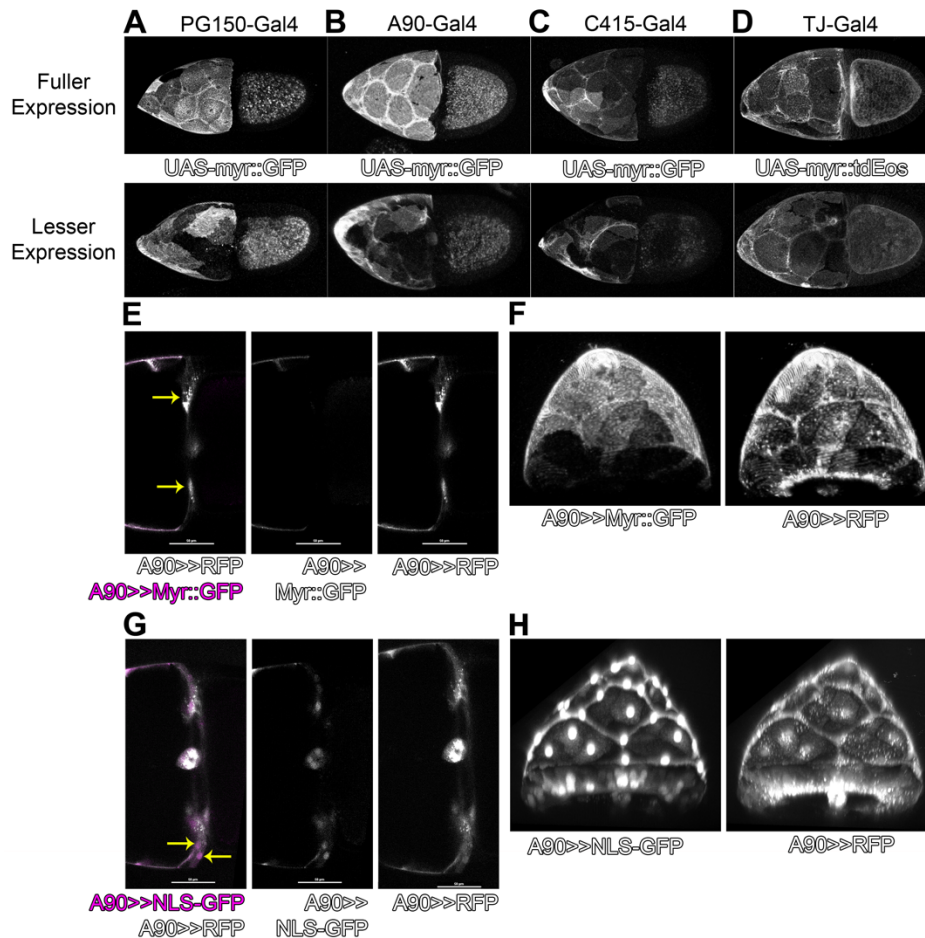 A PG150-Gal4
B A90-Gal4
C C415-Gal4
D TJ-Gal4
Fuller
Expression
UAS-myr::GFP
UAS-myr::GFP
UAS-myr::GFP
UAS-myr::tdEos
Lesser
Expression
E
A90>>RFP
A90>>Myr::GFP
A90>>
Myr::GFP
A90>>RFP
F
A90>>Myr::GFP
A90>>RFP
G
A90>>NLS-GFP
A90>>RFP
A90>>
NLS-GFP
A90>>RFP
H
A90>>NLS-GFP
A90>>RFP